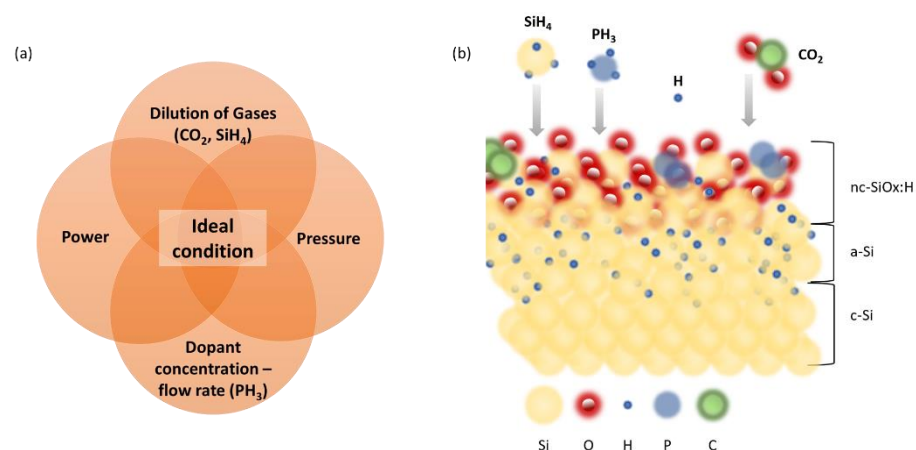 (a)
Dilution of Gases
(CO₂, SiH₄)
Power
Ideal
condition
Pressure
Dopant
concentration –
flow rate (PH₃)
(b)
SiH₄
PH₃
H
CO₂
nc-SiOx:H
a-Si
c-Si
Si O H P C